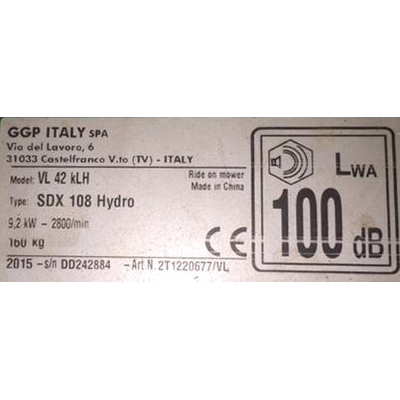 GGP ITALY SPA
Via del Lavoro, 6
31033 Castelfranco V.to (TV) - ITALY
Model: VL 42 kLH
Ride on mower
Made in China
Type: SDX 108 Hydro
9,2 kW - 2800/min
160 kg
CE
2015 - s/n DD242884 - Art.N. 2T1220677/VL
LWA
100 dB